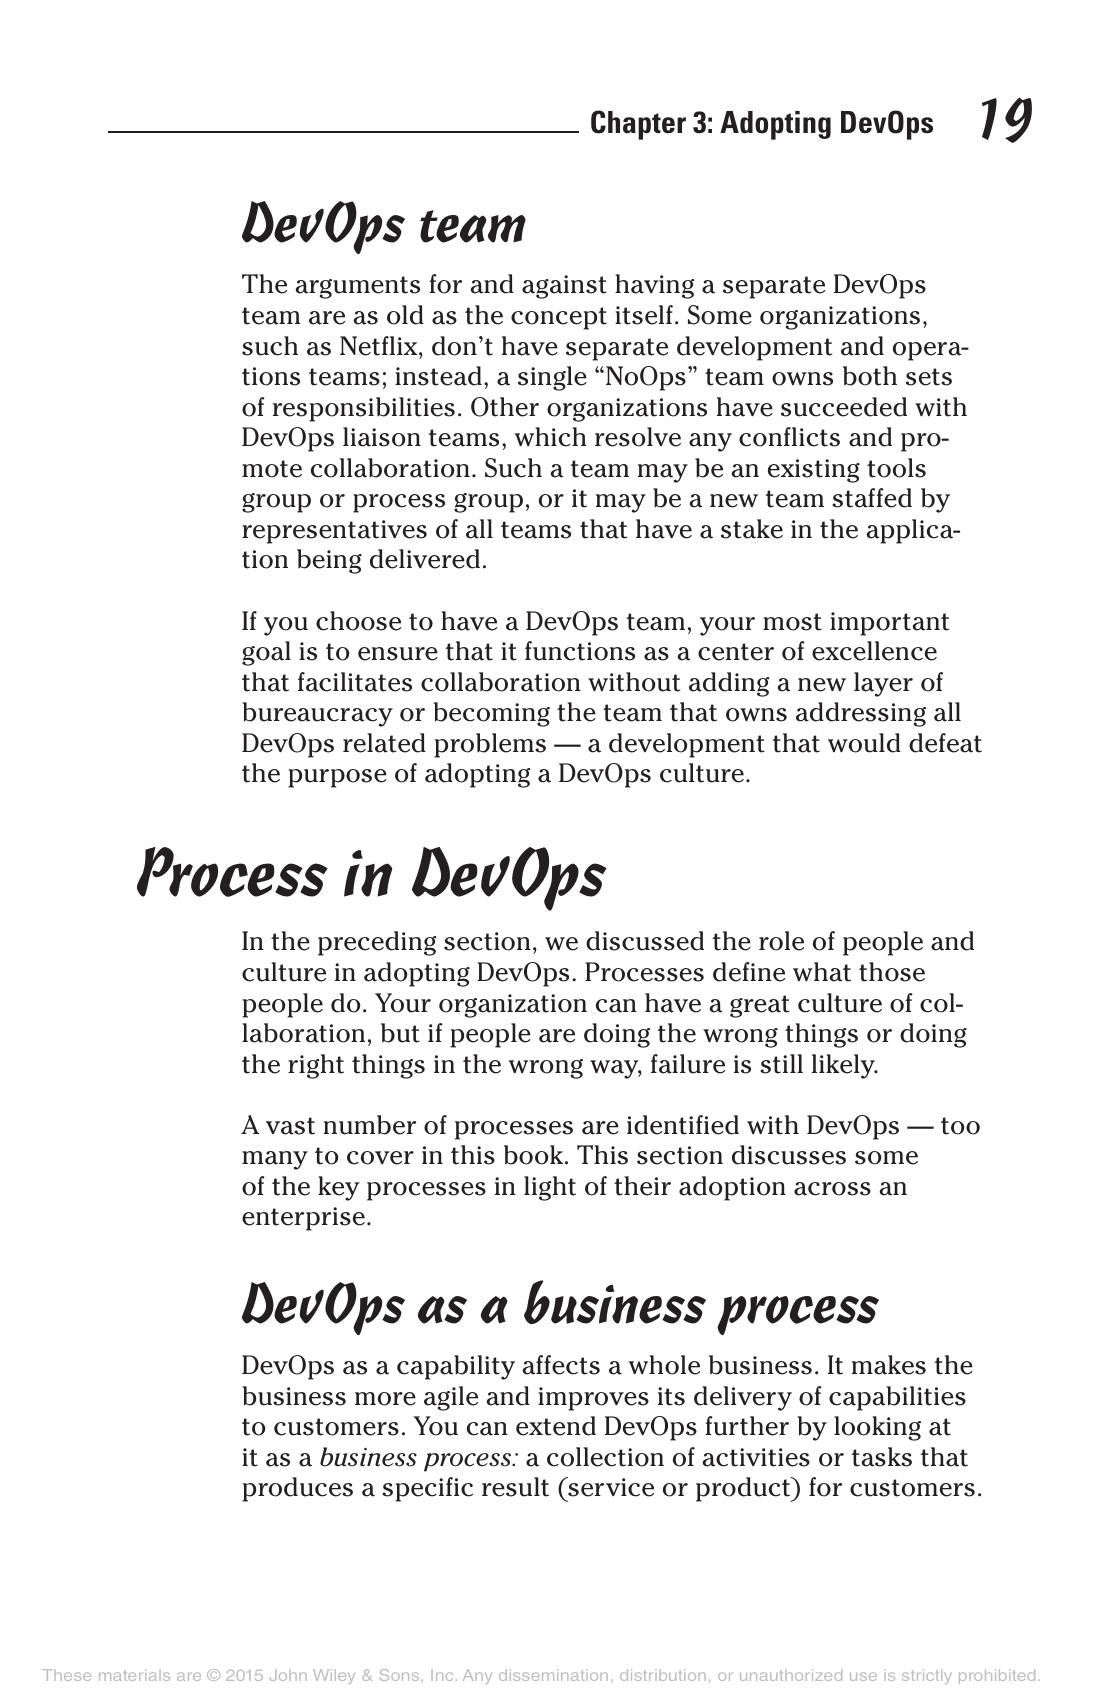 Chapter 3: Adopting DevOps 19
DevOps team
The arguments for and against having a separate DevOps
team are as old as the concept itself. Some organizations,
such as Netflix, don’t have separate development and opera-
tions teams; instead, a single “NoOps” team owns both sets
of responsibilities. Other organizations have succeeded with
DevOps liaison teams, which resolve any conflicts and pro-
mote collaboration. Such a team may be an existing tools
group or process group, or it may be a new team staffed by
representatives of all teams that have a stake in the applica-
tion being delivered.
If you choose to have a DevOps team, your most important
goal is to ensure that it functions as a center of excellence
that facilitates collaboration without adding a new layer of
bureaucracy or becoming the team that owns addressing all
DevOps related problems — a development that would defeat
the purpose of adopting a DevOps culture.
Process in DevOps
In the preceding section, we discussed the role of people and
culture in adopting DevOps. Processes define what those
people do. Your organization can have a great culture of col-
laboration, but if people are doing the wrong things or doing
the right things in the wrong way, failure is still likely.
A vast number of processes are identified with DevOps — too
many to cover in this book. This section discusses some
of the key processes in light of their adoption across an
enterprise.
DevOps as a business process
DevOps as a capability affects a whole business. It makes the
business more agile and improves its delivery of capabilities
to customers. You can extend DevOps further by looking at
it as a business process: a collection of activities or tasks that
produces a specific result (service or product) for customers.
These materials are © 2015 John Wiley & Sons, Inc. Any dissemination, distribution, or unauthorized use is strictly prohibited.